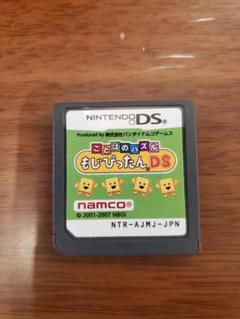 NINTENDO DS
Produced by 株式会社バンダイナムコゲームス
ことばのパズル
もじぴったんDS
namco
© 2001-2007 NBGI
NTR-AJMJ-JPN